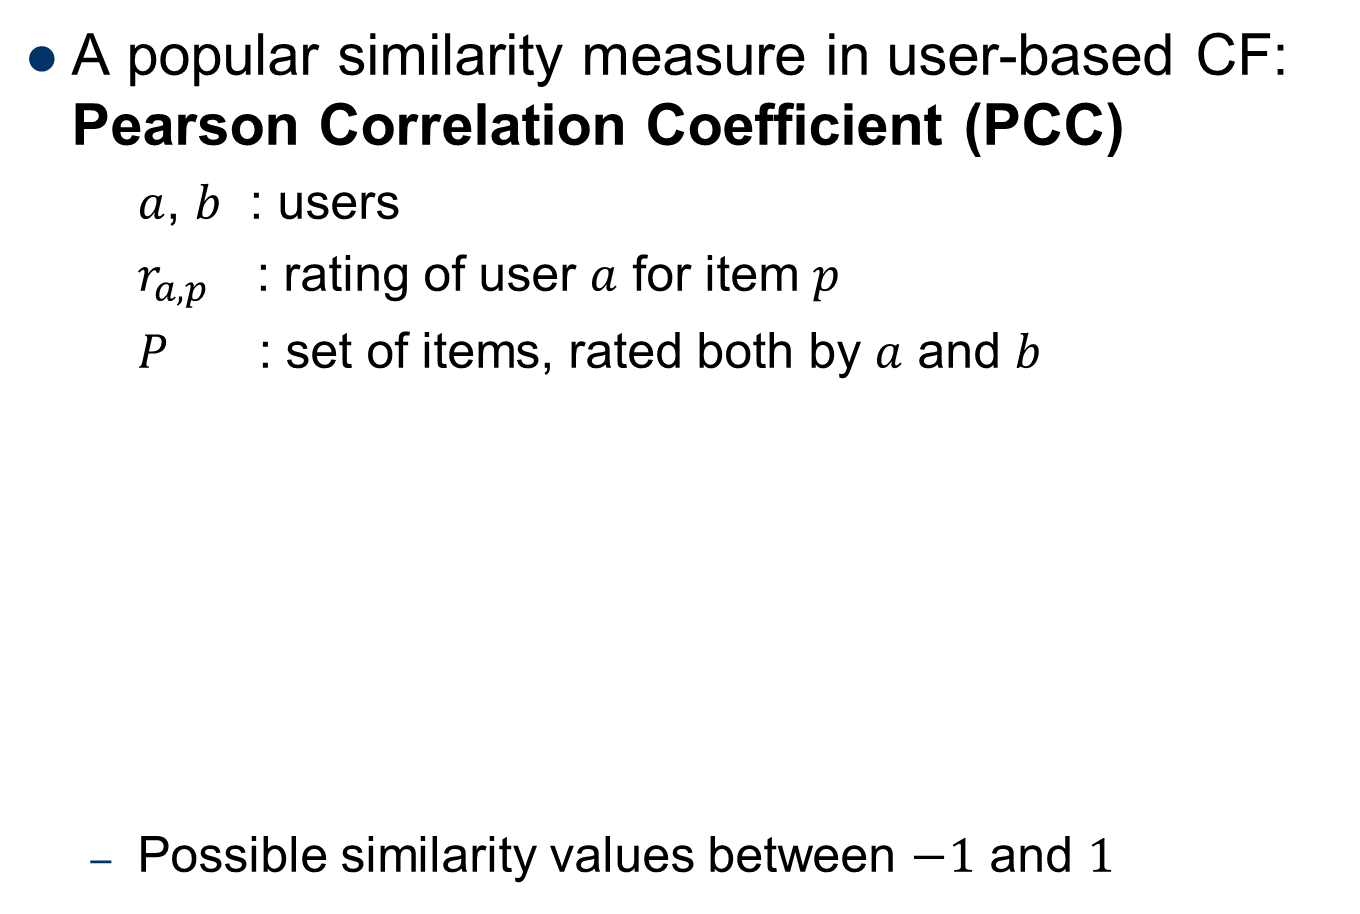 ● A popular similarity measure in user-based CF:
Pearson Correlation Coefficient (PCC)
a, b : users
r_{a,p} : rating of user a for item p
P : set of items, rated both by a and b
– Possible similarity values between −1 and 1